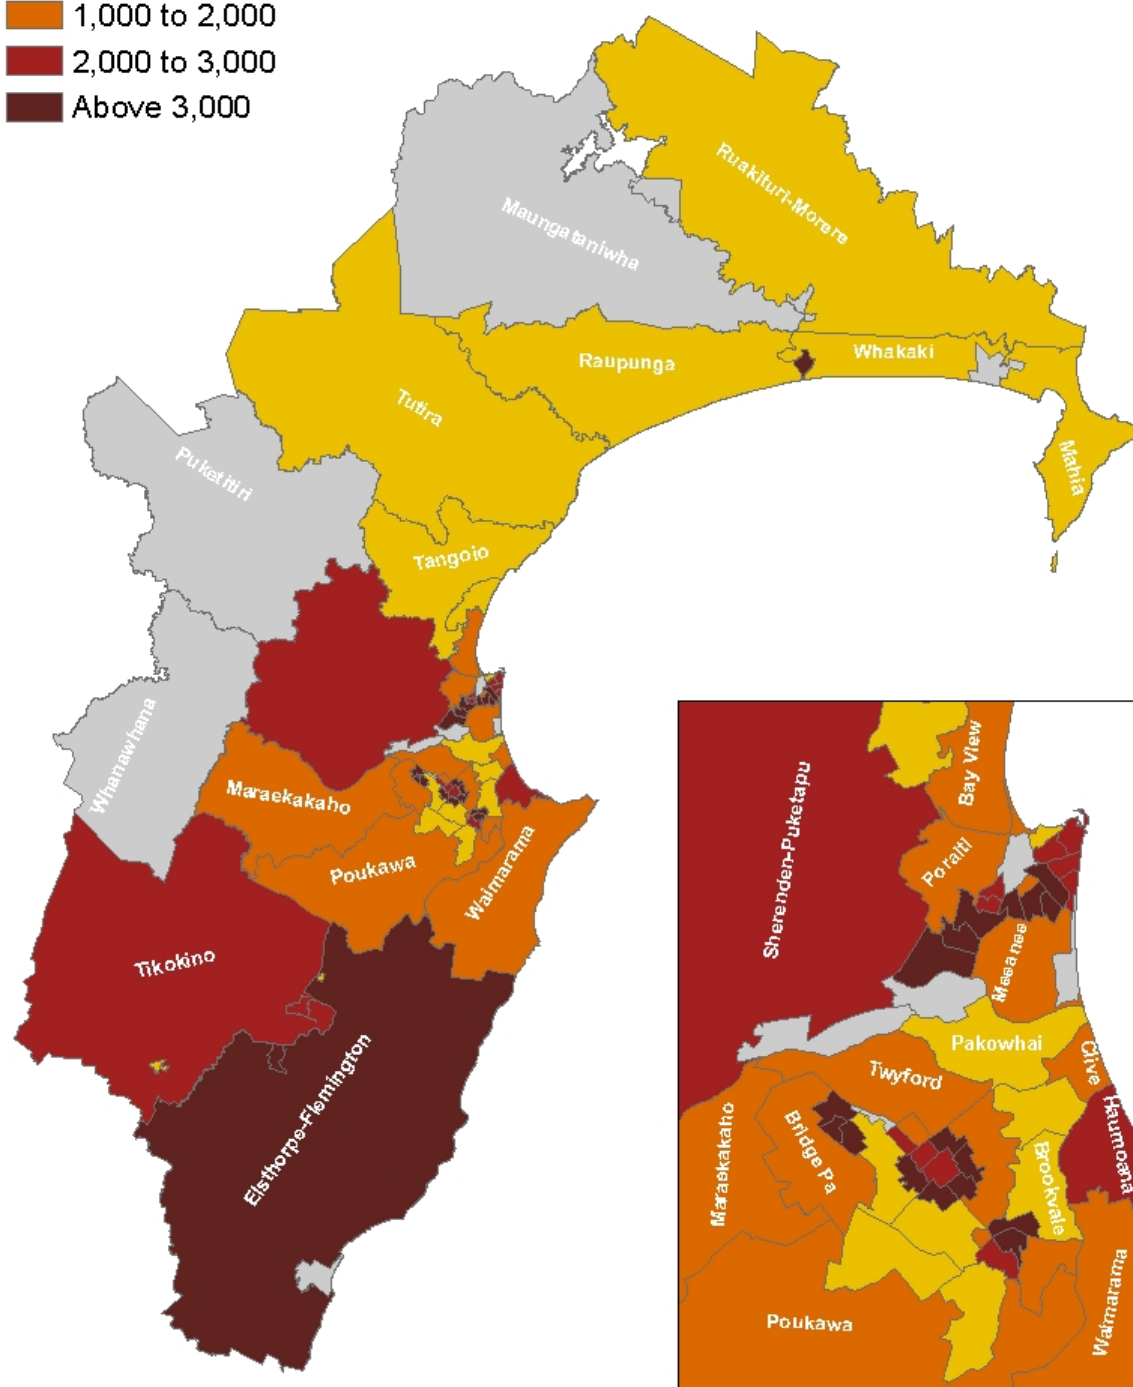 1,000 to 2,000
2,000 to 3,000
Above 3,000
Ruakituri-Morere
Maungataniwha
Whakaki
Raupunga
Tutira
Mahia
Puketitiri
Tangoio
Whanawhana
Maraekakaho
Poukawa
Waimarama
Tikokino
Elsthorpe-Flemington
Bay View
Sherenden-Puketapu
Poraiti
Meeanee
Pakowhai
Clive
Twyford
Maraekakaho
Bridge Pa
Haumoana
Brookvale
Waimarama
Poukawa